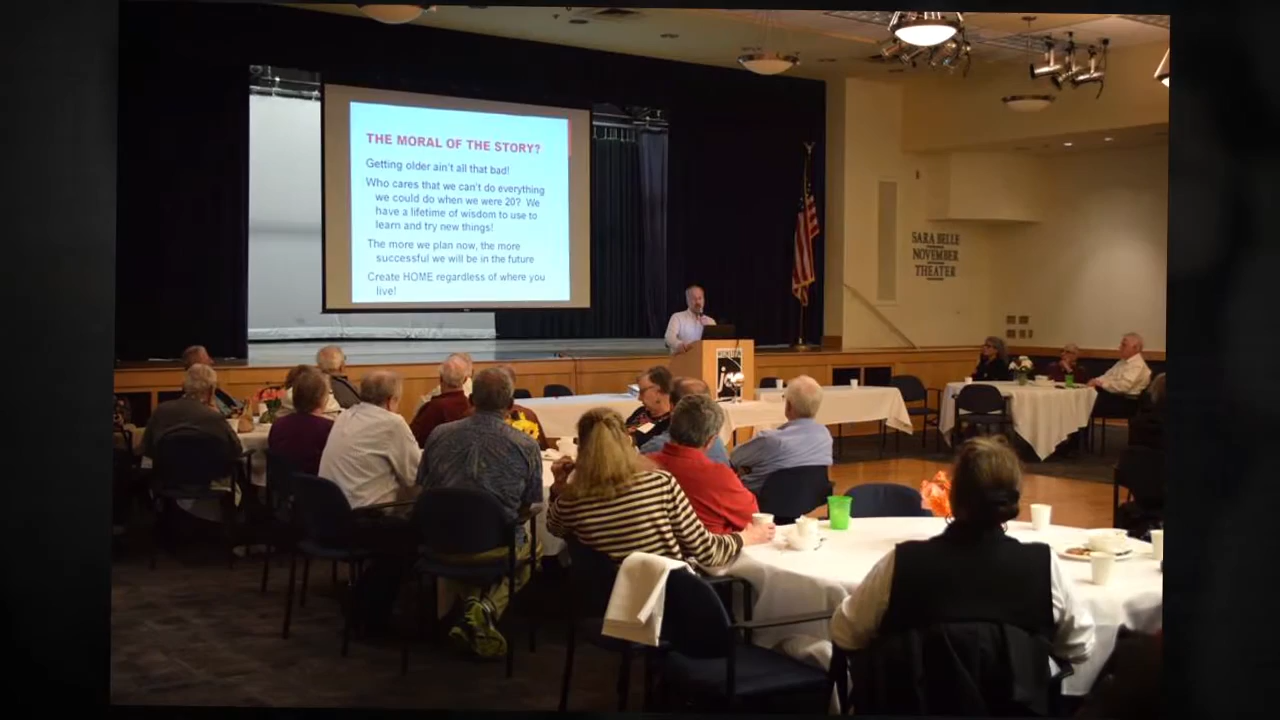 THE MORAL OF THE STORY?
Getting older ain't all that bad!
Who cares that we can't do everything
we could do when we were 20? We
have a lifetime of wisdom to use to
learn and try new things!
The more we plan now, the more
successful we will be in the future
Create HOME regardless of where you
live!
SARA BELLE
NOVEMBER
THEATER